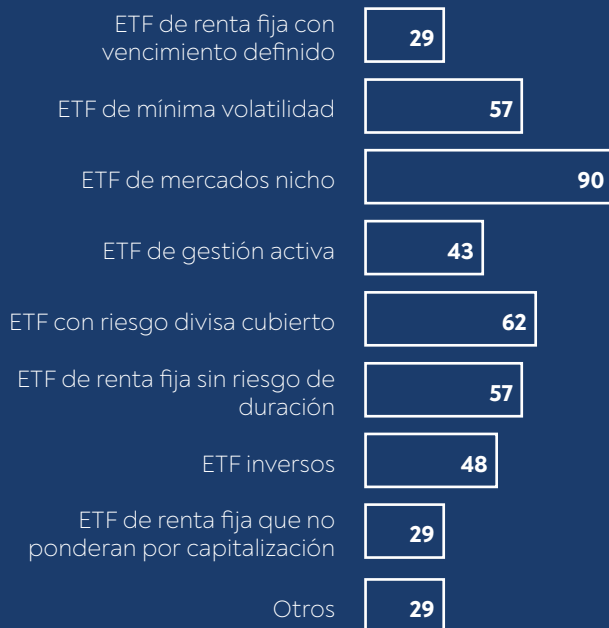 ETF de renta fija con
vencimiento definido
29
ETF de mínima volatilidad
57
ETF de mercados nicho
90
ETF de gestión activa
43
ETF con riesgo divisa cubierto
62
ETF de renta fija sin riesgo de
duración
57
ETF inversos
48
ETF de renta fija que no
ponderan por capitalización
29
Otros
29